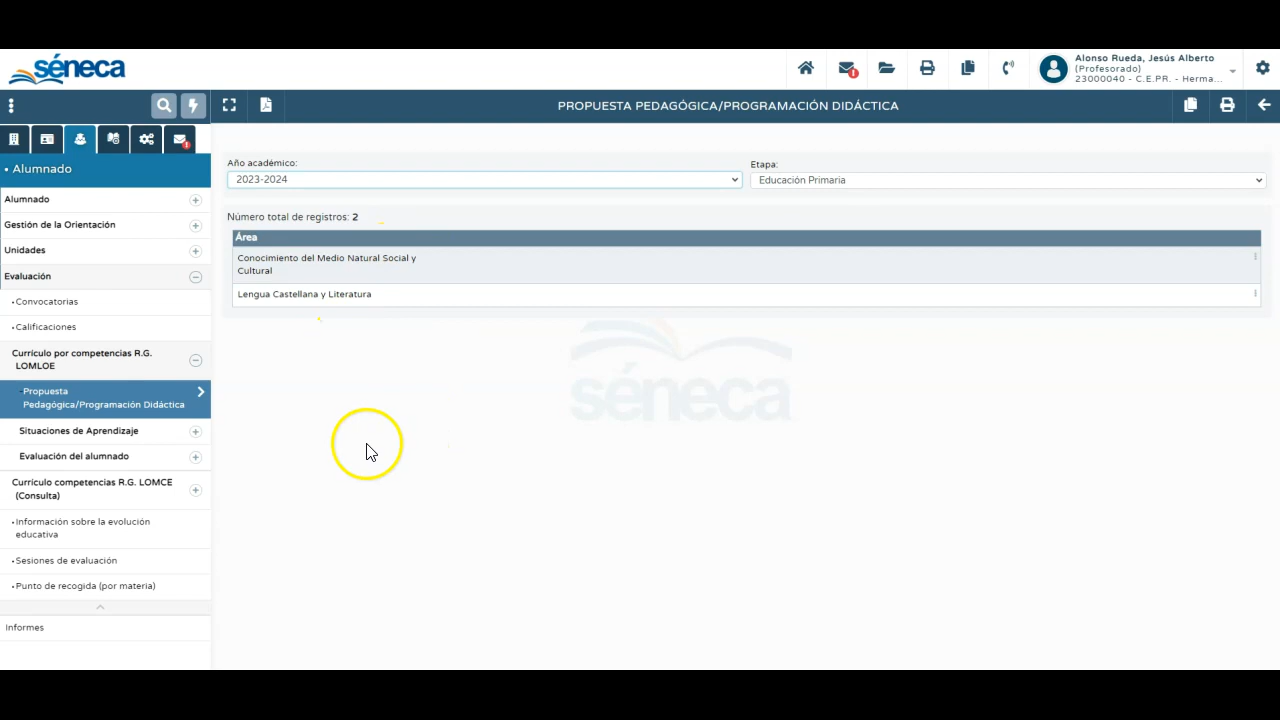 séneca
Alonso Rueda, Jesús Alberto
(Profesorado)
23000040 - C.E.PR. - Herma...
PROPUESTA PEDAGÓGICA/PROGRAMACIÓN DIDÁCTICA
• Alumnado
Año académico:
2023-2024
Etapa:
Educación Primaria
Alumnado
Gestión de la Orientación
Unidades
Evaluación
Convocatorias
Calificaciones
Currículo por competencias R.G.
LOMLOE
Propuesta
Pedagógica/Programación Didáctica
Situaciones de Aprendizaje
Evaluación del alumnado
Currículo competencias R.G. LOMCE
(Consulta)
Información sobre la evolución
educativa
Sesiones de evaluación
Punto de recogida (por materia)
Informes
Número total de registros: 2
Área
Conocimiento del Medio Natural Social y
Cultural
Lengua Castellana y Literatura
séneca